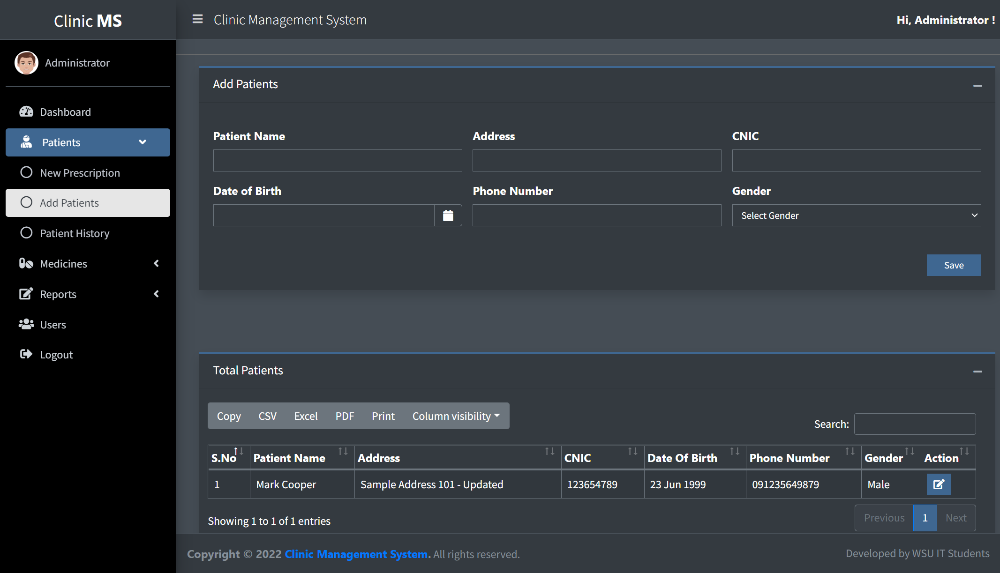 Clinic MS
Clinic Management System
Hi, Administrator !
Administrator
Dashboard
Patients
New Prescription
Add Patients
Patient History
Medicines
Reports
Users
Logout
Add Patients
Patient Name
Address
CNIC
Date of Birth
Phone Number
Gender
Select Gender
Save
Total Patients
Copy CSV Excel PDF Print Column visibility
Search:
S.No Patient Name Address CNIC Date Of Birth Phone Number Gender Action
1 Mark Cooper Sample Address 101 - Updated 123654789 23 Jun 1999 091235649879 Male
Showing 1 to 1 of 1 entries
Previous 1 Next
Copyright © 2022 Clinic Management System. All rights reserved.
Developed by WSU IT Students